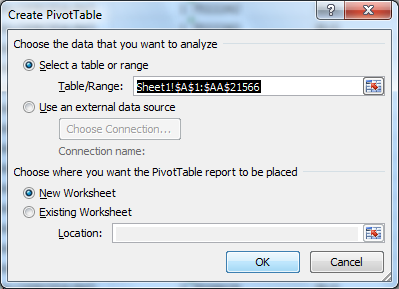 Create PivotTable
Choose the data that you want to analyze
Select a table or range
Table/Range: Sheet1!$A$1:$AA$21566
Use an external data source
Choose Connection...
Connection name:
Choose where you want the PivotTable report to be placed
New Worksheet
Existing Worksheet
Location:
OK Cancel